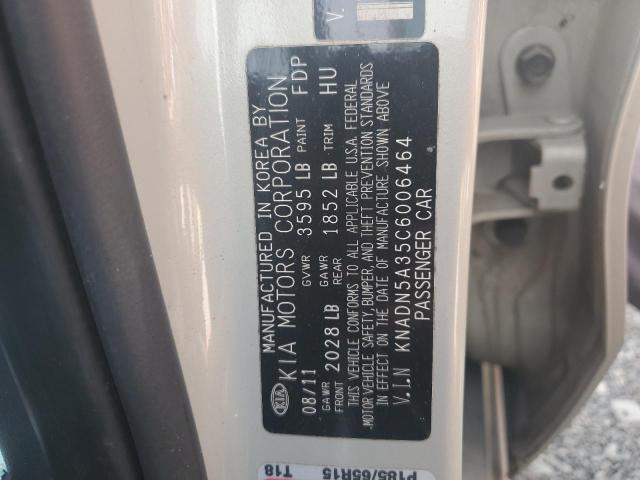 V.
MANUFACTURED IN KOREA BY
KIA KIA MOTORS CORPORATION
08/11 GVWR 3595 LB PAINT FDP
GAWR FRONT 2028 LB GAWR REAR 1852 LB TRIM HU
THIS VEHICLE CONFORMS TO ALL APPLICABLE U.S.A. FEDERAL
MOTOR VEHICLE SAFETY, BUMPER, AND THEFT PREVENTION STANDARDS
IN EFFECT ON THE DATE OF MANUFACTURE SHOWN ABOVE
V.I.N KNADN5A35C6006464
PASSENGER CAR
P185/65R15
T18